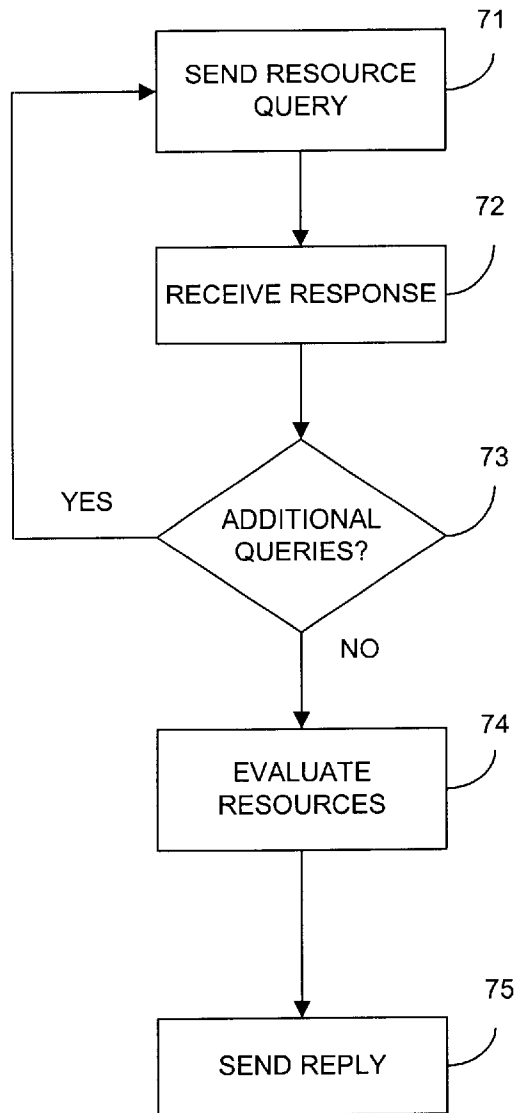 71
SEND RESOURCE
QUERY
72
RECEIVE RESPONSE
73
YES
ADDITIONAL
QUERIES?
NO
74
EVALUATE
RESOURCES
75
SEND REPLY